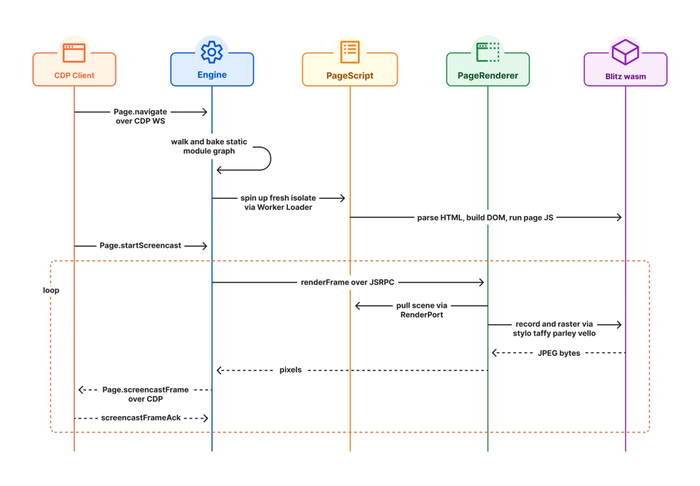 CDP Client
Engine
PageScript
PageRenderer
Blitz wasm
Page.navigate
over CDP WS
walk and bake static
module graph
spin up fresh isolate
via Worker Loader
parse HTML, build DOM, run page JS
Page.startScreencast
loop
renderFrame over JSRPC
pull scene via
RenderPort
record and raster via
stylo taffy parley vello
JPEG bytes
pixels
Page.screencastFrame
over CDP
screencastFrameAck